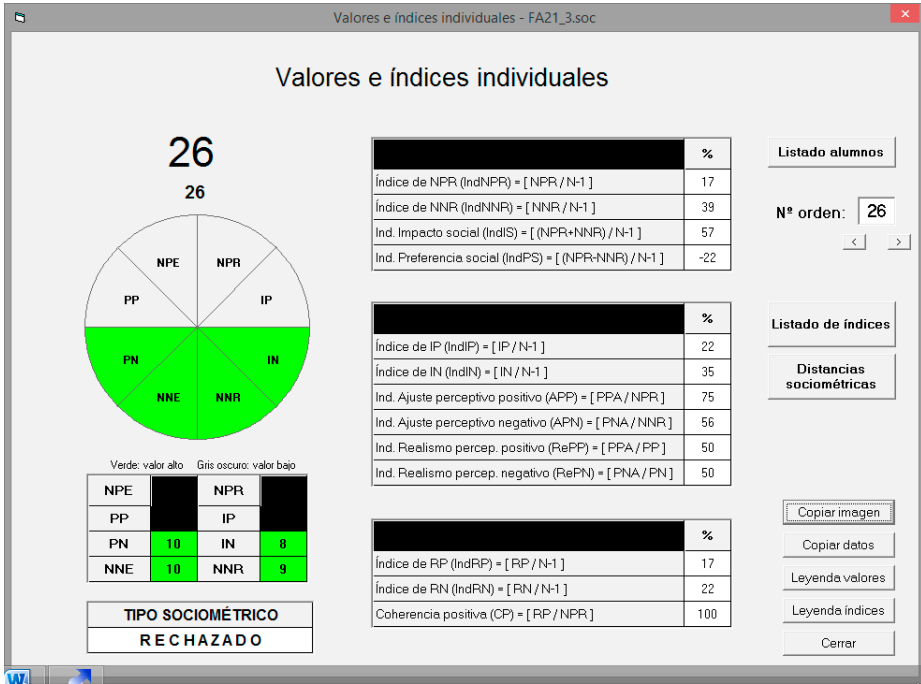 Valores e índices individuales - FA21_3.soc
Valores e índices individuales
26
26
NPE NPR
PP IP
PN IN
NNE NNR
Verde: valor alto Gris oscuro: valor bajo
NPE NPR
PP IP
PN 10 IN 8
NNE 10 NNR 9
TIPO SOCIOMÉTRICO
RECHAZADO
%
Índice de NPR (IndNPR) = [ NPR / N-1 ] 17
Índice de NNR (IndNNR) = [ NNR / N-1 ] 39
Ind. Impacto social (IndIS) = [ (NPR+NNR) / N-1 ] 57
Ind. Preferencia social (IndPS) = [ (NPR-NNR) / N-1 ] -22
%
Índice de IP (IndIP) = [ IP / N-1 ] 22
Índice de IN (IndIN) = [ IN / N-1 ] 35
Ind. Ajuste perceptivo positivo (APP) = [ PPA / NPR ] 75
Ind. Ajuste perceptivo negativo (APN) = [ PNA / NNR ] 56
Ind. Realismo percep. positivo (RePP) = [ PPA / PP ] 50
Ind. Realismo percep. negativo (RePN) = [ PNA / PN ] 50
%
Índice de RP (IndRP) = [ RP / N-1 ] 17
Índice de RN (IndRN) = [ RN / N-1 ] 22
Coherencia positiva (CP) = [ RP / NPR ] 100
Listado alumnos
Nº orden: 26
< >
Listado de índices
Distancias
sociométricas
Copiar imagen
Copiar datos
Leyenda valores
Leyenda índices
Cerrar
W